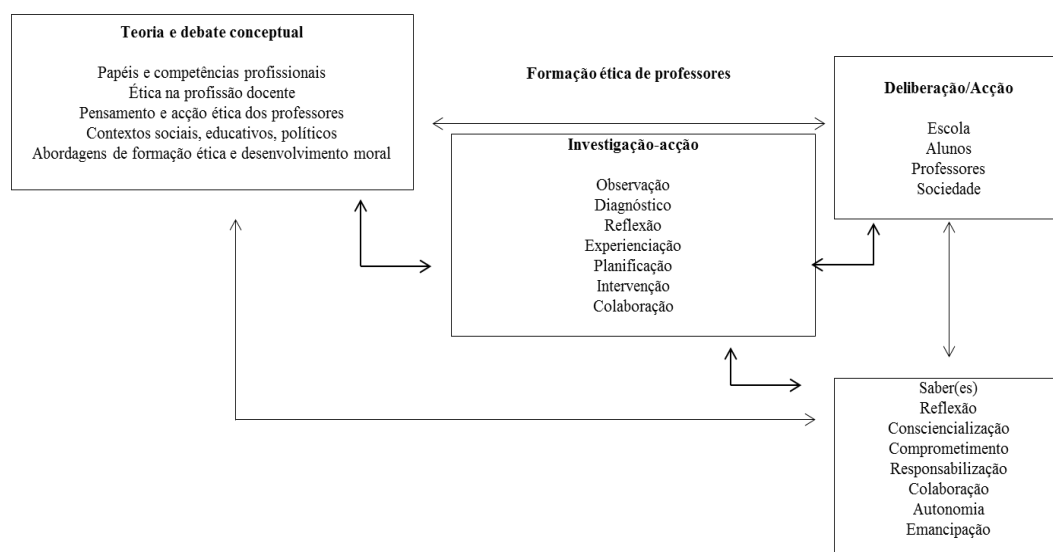 Teoria e debate conceptual
Papéis e competências profissionais
Ética na profissão docente
Pensamento e acção ética dos professores
Contextos sociais, educativos, políticos
Abordagens de formação ética e desenvolvimento moral
Formação ética de professores
Investigação-acção
Observação
Diagnóstico
Reflexão
Experienciação
Planificação
Intervenção
Colaboração
Deliberação/Acção
Escola
Alunos
Professores
Sociedade
Saber(es)
Reflexão
Consciencialização
Comprometimento
Responsabilização
Colaboração
Autonomia
Emancipação